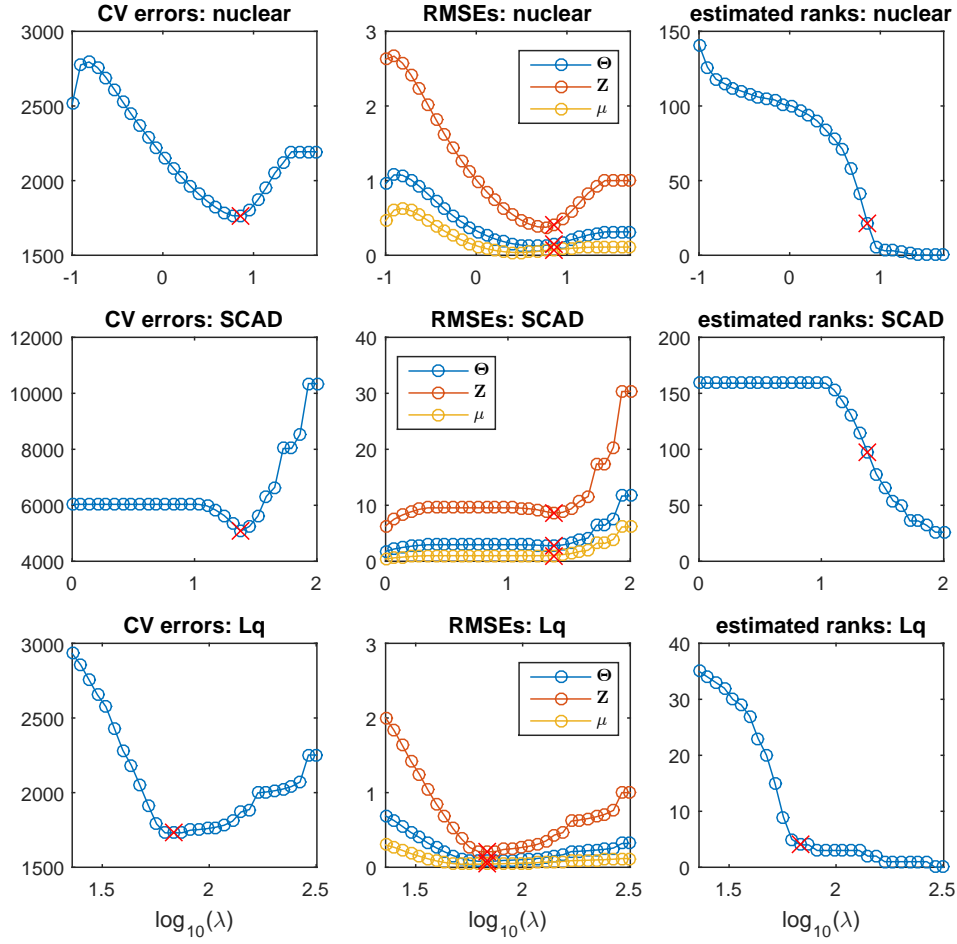 CV errors: nuclear
3000
2500
2000
1500
-1 0 1
RMSEs: nuclear
3
2
1
0
-1 0 1
Θ
Z
μ
estimated ranks: nuclear
150
100
50
0
-1 0 1
CV errors: SCAD
12000
10000
8000
6000
4000
0 1 2
RMSEs: SCAD
40
30
20
10
0
0 1 2
Θ
Z
μ
estimated ranks: SCAD
200
150
100
50
0
0 1 2
CV errors: Lq
3000
2500
2000
1500
1.5 2 2.5
log10(λ)
RMSEs: Lq
3
2
1
0
1.5 2 2.5
Θ
Z
μ
log10(λ)
estimated ranks: Lq
40
30
20
10
0
1.5 2 2.5
log10(λ)